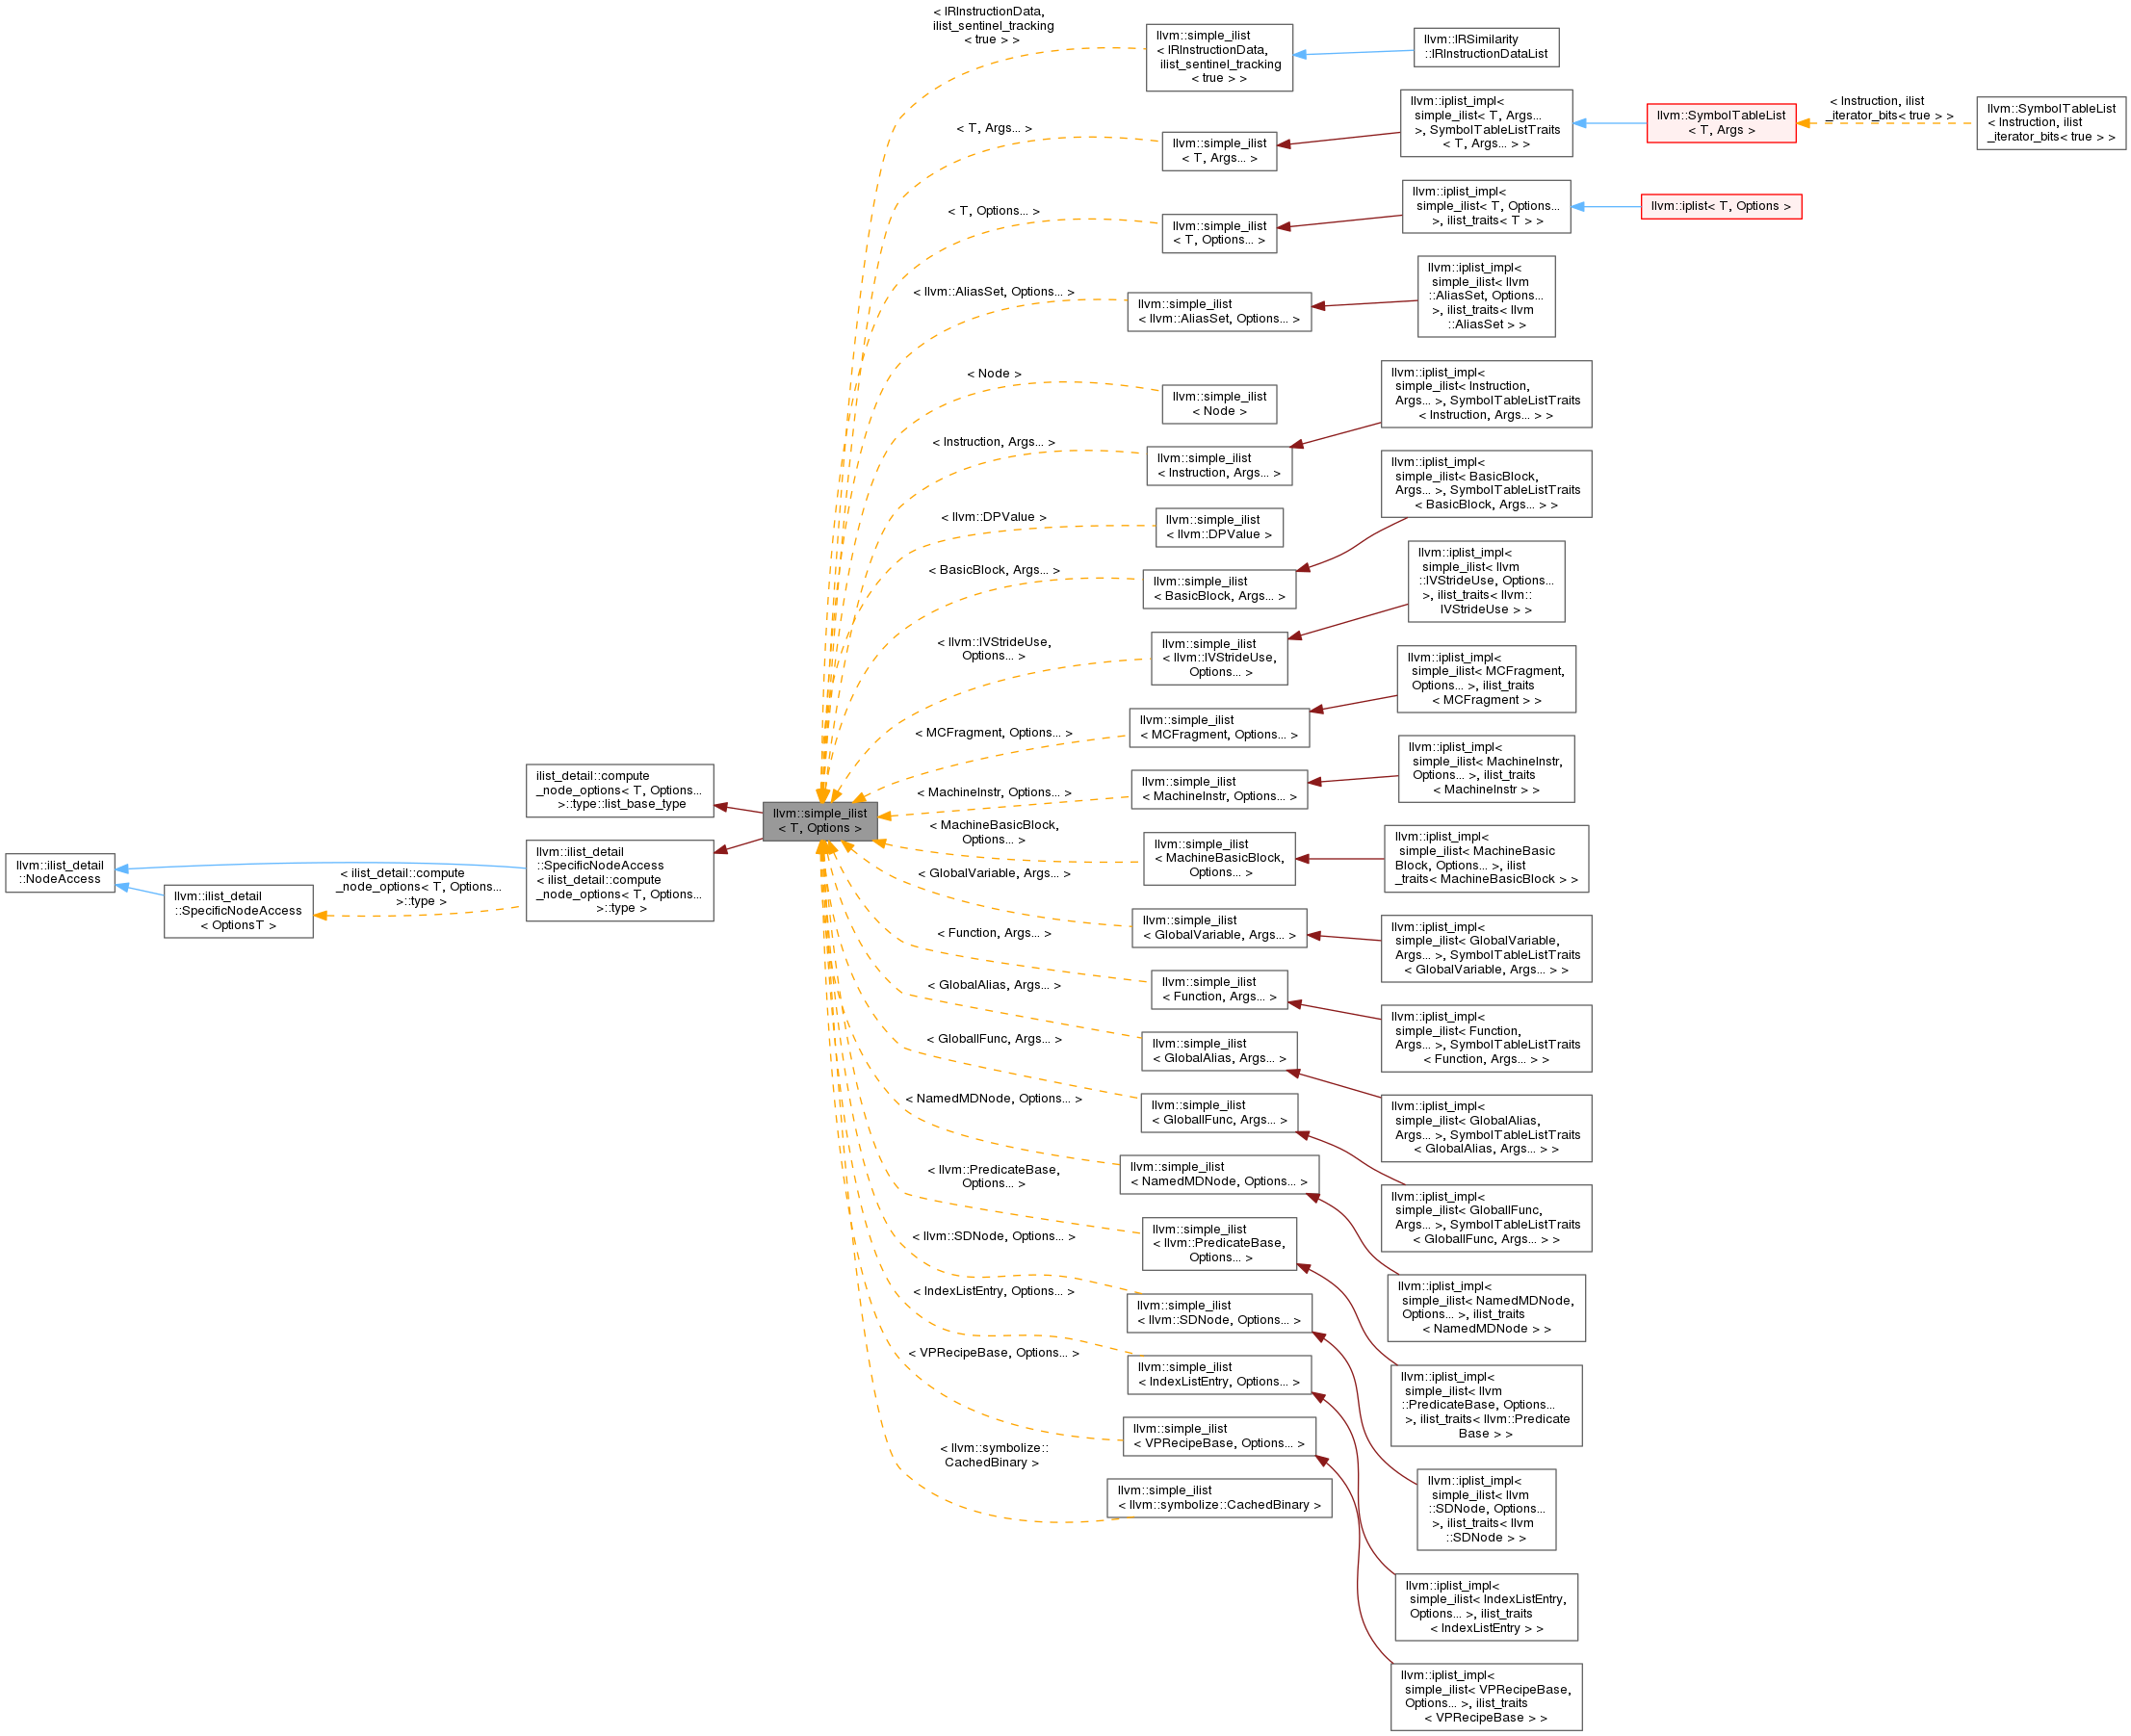 llvm::ilist_detail
::NodeAccess
llvm::ilist_detail
::SpecificNodeAccess
< OptionsT >
< ilist_detail::compute
_node_options< T, Options...
>::type >
ilist_detail::compute
_node_options< T, Options...
>::type::list_base_type
llvm::ilist_detail
::SpecificNodeAccess
< ilist_detail::compute
_node_options< T, Options...
>::type >
llvm::simple_ilist
< T, Options >
< IRInstructionData,
ilist_sentinel_tracking
< true > >
llvm::simple_ilist
< IRInstructionData,
ilist_sentinel_tracking
< true > >
llvm::IRSimilarity
::IRInstructionDataList
< T, Args... >
llvm::simple_ilist
< T, Args... >
llvm::iplist_impl<
simple_ilist< T, Args...
>, SymbolTableListTraits
< T, Args... > >
llvm::SymbolTableList
< T, Args >
< Instruction, ilist
_iterator_bits< true > >
llvm::SymbolTableList
< Instruction, ilist
_iterator_bits< true > >
< T, Options... >
llvm::simple_ilist
< T, Options... >
llvm::iplist_impl<
simple_ilist< T, Options...
>, ilist_traits< T > >
llvm::iplist< T, Options >
< llvm::AliasSet, Options... >
llvm::simple_ilist
< llvm::AliasSet, Options... >
llvm::iplist_impl<
simple_ilist< llvm
::AliasSet, Options...
>, ilist_traits< llvm
::AliasSet > >
< Node >
llvm::simple_ilist
< Node >
< Instruction, Args... >
llvm::simple_ilist
< Instruction, Args... >
llvm::iplist_impl<
simple_ilist< Instruction,
Args... >, SymbolTableListTraits
< Instruction, Args... > >
< llvm::DPValue >
llvm::simple_ilist
< llvm::DPValue >
< BasicBlock, Args... >
llvm::simple_ilist
< BasicBlock, Args... >
llvm::iplist_impl<
simple_ilist< BasicBlock,
Args... >, SymbolTableListTraits
< BasicBlock, Args... > >
< llvm::IVStrideUse,
Options... >
llvm::simple_ilist
< llvm::IVStrideUse,
Options... >
llvm::iplist_impl<
simple_ilist< llvm
::IVStrideUse, Options...
>, ilist_traits< llvm::
IVStrideUse > >
< MCFragment, Options... >
llvm::simple_ilist
< MCFragment, Options... >
llvm::iplist_impl<
simple_ilist< MCFragment,
Options... >, ilist_traits
< MCFragment > >
< MachineInstr, Options... >
llvm::simple_ilist
< MachineInstr, Options... >
llvm::iplist_impl<
simple_ilist< MachineInstr,
Options... >, ilist_traits
< MachineInstr > >
< MachineBasicBlock,
Options... >
llvm::simple_ilist
< MachineBasicBlock,
Options... >
llvm::iplist_impl<
simple_ilist< MachineBasic
Block, Options... >, ilist
_traits< MachineBasicBlock > >
< GlobalVariable, Args... >
llvm::simple_ilist
< GlobalVariable, Args... >
llvm::iplist_impl<
simple_ilist< GlobalVariable,
Args... >, SymbolTableListTraits
< GlobalVariable, Args... > >
< Function, Args... >
llvm::simple_ilist
< Function, Args... >
llvm::iplist_impl<
simple_ilist< Function,
Args... >, SymbolTableListTraits
< Function, Args... > >
< GlobalAlias, Args... >
llvm::simple_ilist
< GlobalAlias, Args... >
llvm::iplist_impl<
simple_ilist< GlobalAlias,
Args... >, SymbolTableListTraits
< GlobalAlias, Args... > >
< GlobalIFunc, Args... >
llvm::simple_ilist
< GlobalIFunc, Args... >
llvm::iplist_impl<
simple_ilist< GlobalIFunc,
Args... >, SymbolTableListTraits
< GlobalIFunc, Args... > >
< NamedMDNode, Options... >
llvm::simple_ilist
< NamedMDNode, Options... >
llvm::iplist_impl<
simple_ilist< NamedMDNode,
Options... >, ilist_traits
< NamedMDNode > >
< llvm::PredicateBase,
Options... >
llvm::simple_ilist
< llvm::PredicateBase,
Options... >
llvm::iplist_impl<
simple_ilist< llvm
::PredicateBase, Options...
>, ilist_traits< llvm::Predicate
Base > >
< llvm::SDNode, Options... >
llvm::simple_ilist
< llvm::SDNode, Options... >
llvm::iplist_impl<
simple_ilist< llvm
::SDNode, Options...
>, ilist_traits< llvm
::SDNode > >
< IndexListEntry, Options... >
llvm::simple_ilist
< IndexListEntry, Options... >
llvm::iplist_impl<
simple_ilist< IndexListEntry,
Options... >, ilist_traits
< IndexListEntry > >
< VPRecipeBase, Options... >
llvm::simple_ilist
< VPRecipeBase, Options... >
llvm::iplist_impl<
simple_ilist< VPRecipeBase,
Options... >, ilist_traits
< VPRecipeBase > >
< llvm::symbolize::
CachedBinary >
llvm::simple_ilist
< llvm::symbolize::CachedBinary >